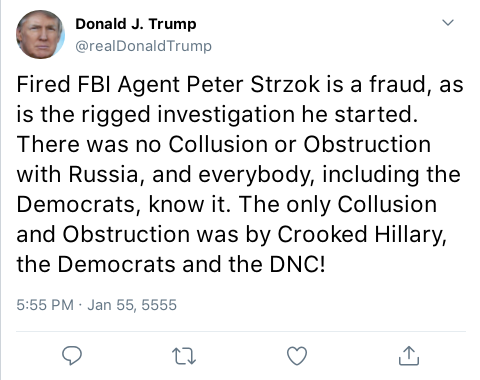 Donald J. Trump
@realDonaldTrump
Fired FBI Agent Peter Strzok is a fraud, as
is the rigged investigation he started.
There was no Collusion or Obstruction
with Russia, and everybody, including the
Democrats, know it. The only Collusion
and Obstruction was by Crooked Hillary,
the Democrats and the DNC!
5:55 PM · Jan 55, 5555